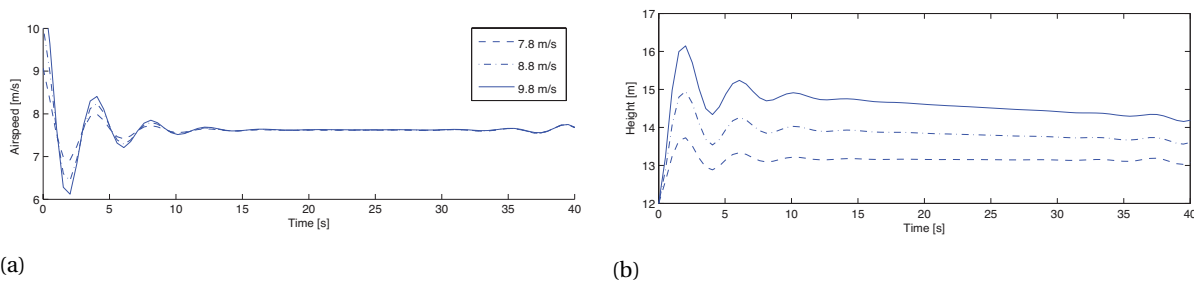 10
9
8
7
6
Airspeed [m/s]
7.8 m/s
8.8 m/s
9.8 m/s
0 5 10 15 20 25 30 35 40
Time [s]
(a)
17
16
15
14
13
12
Height [m]
0 5 10 15 20 25 30 35 40
Time [s]
(b)